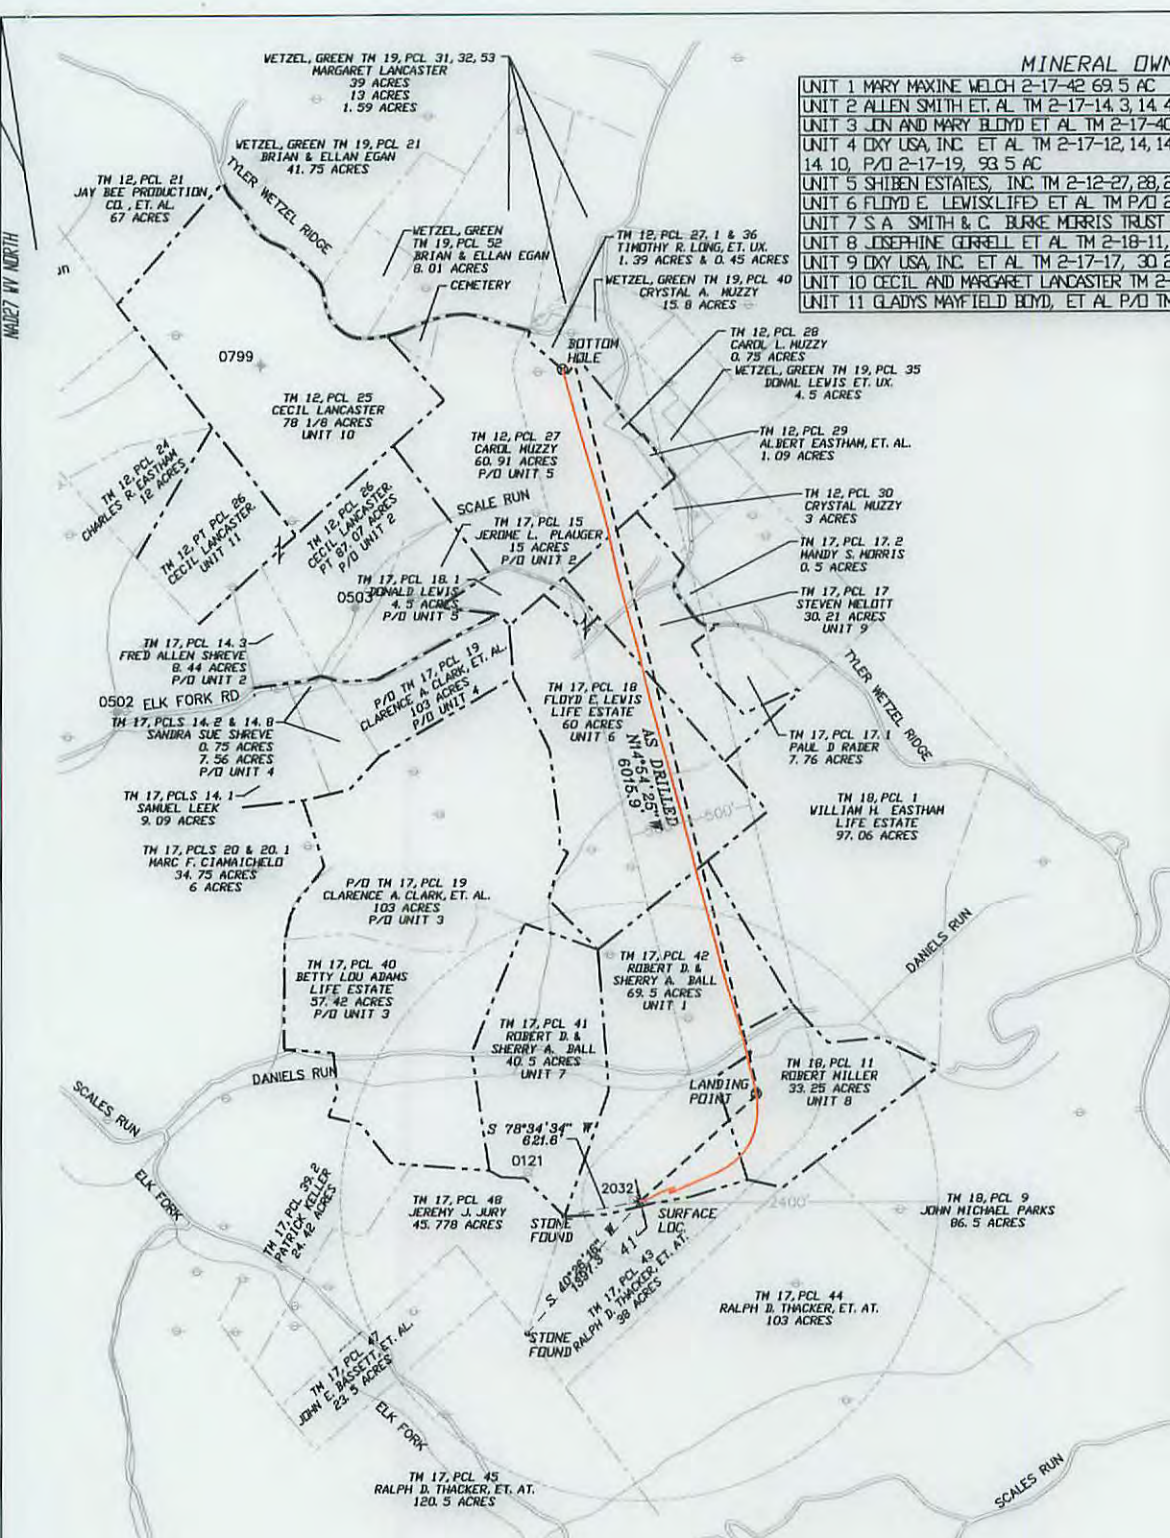 MINERAL OWN
UNIT 1 MARY MAXINE WELCH 2-17-42 69.5 AC
UNIT 2 ALLEN SMITH ET. AL TM 2-17-14.3, 14.4
UNIT 3 JON AND MARY BLOYD ET AL TM 2-17-40
UNIT 4 OXY USA, INC. ET AL TM 2-17-12, 14, 14
14.10, P/O 2-17-19, 93.5 AC
UNIT 5 SHIBEN ESTATES, INC. TM 2-12-27, 28, 2
UNIT 6 FLOYD E. LEWIS(LIFE) ET AL TM P/O 2
UNIT 7 S.A. SMITH & C. BURKE MORRIS TRUST
UNIT 8 JOSEPHINE GORRELL ET AL TM 2-18-11,
UNIT 9 OXY USA, INC. ET AL TM 2-17-17, 30.2
UNIT 10 CECIL AND MARGARET LANCASTER TM 2-
UNIT 11 GLADYS MAYFIELD BOYD, ET AL P/O TM
NAD27 WV NORTH
WETZEL, GREEN TM 19, PCL 31, 32, 53
MARGARET LANCASTER
39 ACRES
13 ACRES
1.59 ACRES
WETZEL, GREEN TM 19, PCL 21
BRIAN & ELLAN EGAN
41.75 ACRES
TM 12, PCL 21
JAY BEE PRODUCTION
CO., ET. AL.
67 ACRES
TYLER WETZEL RIDGE
WETZEL, GREEN
TM 19, PCL 52
BRIAN & ELLAN EGAN
8.01 ACRES
CEMETERY
TM 12, PCL 27.1 & 36
TIMOTHY R. LONG, ET. UX.
1.39 ACRES & 0.45 ACRES
WETZEL, GREEN TM 19, PCL 40
CRYSTAL A. MUZZY
15.8 ACRES
BOTTOM
HOLE
TM 12, PCL 28
CAROL L. MUZZY
0.75 ACRES
WETZEL, GREEN TM 19, PCL 35
DONAL LEWIS ET. UX.
4.5 ACRES
0799
TM 12, PCL 25
CECIL LANCASTER
78 1/8 ACRES
UNIT 10
TM 12, PCL 27
CAROL MUZZY
60.91 ACRES
P/O UNIT 5
TM 12, PCL 29
ALBERT EASTHAM, ET. AL.
1.09 ACRES
TM 12, PCL 24
CHARLES R. EASTHAM
12 ACRES
TM 12, PT PCL 26
CECIL LANCASTER
UNIT 11
TM 12, PCL 26
CECIL LANCASTER
PT 87.07 ACRES
P/O UNIT 2
SCALE RUN
TM 12, PCL 30
CRYSTAL MUZZY
3 ACRES
TM 17, PCL 15
JEROME L. PLAUGER
15 ACRES
P/O UNIT 2
TM 17, PCL 17.2
MANDY S. MORRIS
0.5 ACRES
TM 17, PCL 18.1
DONALD LEWIS
4.5 ACRES
P/O UNIT 5
0503
TM 17, PCL 17
STEVEN MELOTT
30.21 ACRES
UNIT 9
TM 17, PCL 14.3
FRED ALLEN SHREVE
8.44 ACRES
P/O UNIT 2
0502 ELK FORK RD
P/O TM 17, PCL 19
CLARENCE A. CLARK, ET. AL.
103 ACRES
P/O UNIT 4
TM 17, PCL 18
FLOYD E. LEWIS
LIFE ESTATE
60 ACRES
UNIT 6
TYLER WETZEL RIDGE
TM 17, PCLS 14.2 & 14.8
SANDRA SUE SHREVE
0.75 ACRES
7.56 ACRES
P/O UNIT 4
AS DRILLED
N14°54'25"W
6015.9'
TM 17, PCL 17.1
PAUL D RADER
7.76 ACRES
TM 17, PCLS 14.1
SAMUEL LEEK
9.09 ACRES
500'
TM 18, PCL 1
WILLIAM H. EASTHAM
LIFE ESTATE
97.06 ACRES
TM 17, PCLS 20 & 20.1
MARC F. CIAMAICHELO
34.75 ACRES
6 ACRES
P/O TM 17, PCL 19
CLARENCE A. CLARK, ET. AL.
103 ACRES
P/O UNIT 3
DANIELS RUN
TM 17, PCL 40
BETTY LOU ADAMS
LIFE ESTATE
57.42 ACRES
P/O UNIT 3
TM 17, PCL 42
ROBERT D. &
SHERRY A. BALL
69.5 ACRES
UNIT 1
TM 17, PCL 41
ROBERT D. &
SHERRY A. BALL
40.5 ACRES
UNIT 7
DANIELS RUN
LANDING
POINT
TM 18, PCL 11
ROBERT MILLER
33.25 ACRES
UNIT 8
SCALES RUN
S 78°34'34" W
621.6'
0121
ELK FORK
TM 17, PCL 39.2
PATRICK KELLER
24.42 ACRES
TM 17, PCL 48
JEREMY J. JURY
45.778 ACRES
2032
STONE
FOUND
SURFACE
LOC.
41
2400'
TM 18, PCL 9
JOHN MICHAEL PARKS
86.5 ACRES
S 40°28'16" W
1397.5'
TM 17, PCL 43
RALPH D. THACKER, ET. AT.
38 ACRES
STONE
FOUND
TM 17, PCL 44
RALPH D. THACKER, ET. AT.
103 ACRES
TM 17, PCL 47
JOHN E. BASSETT, ET. AL.
23.5 ACRES
ELK FORK
TM 17, PCL 45
RALPH D. THACKER, ET. AT.
120.5 ACRES
SCALES RUN